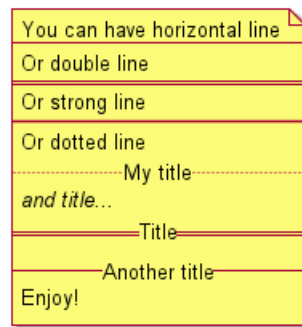 You can have horizontal line
Or double line
Or strong line
Or dotted line
My title
and title...
Title
Another title
Enjoy!